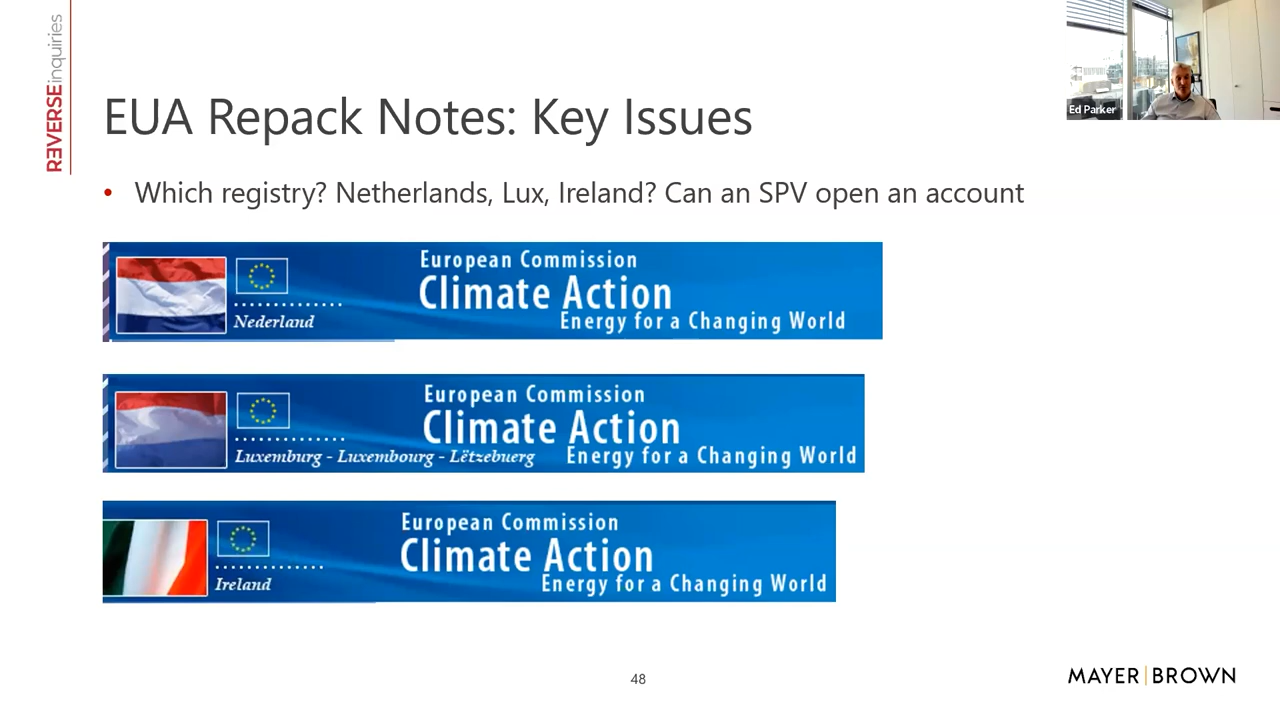 REVERSEinquiries
Ed Parker
EUA Repack Notes: Key Issues
• Which registry? Netherlands, Lux, Ireland? Can an SPV open an account
European Commission
Climate Action
Energy for a Changing World
Nederland
European Commission
Climate Action
Luxemburg - Luxembourg - Lëtzebuerg
Energy for a Changing World
European Commission
Climate Action
Energy for a Changing World
Ireland
48
MAYER|BROWN